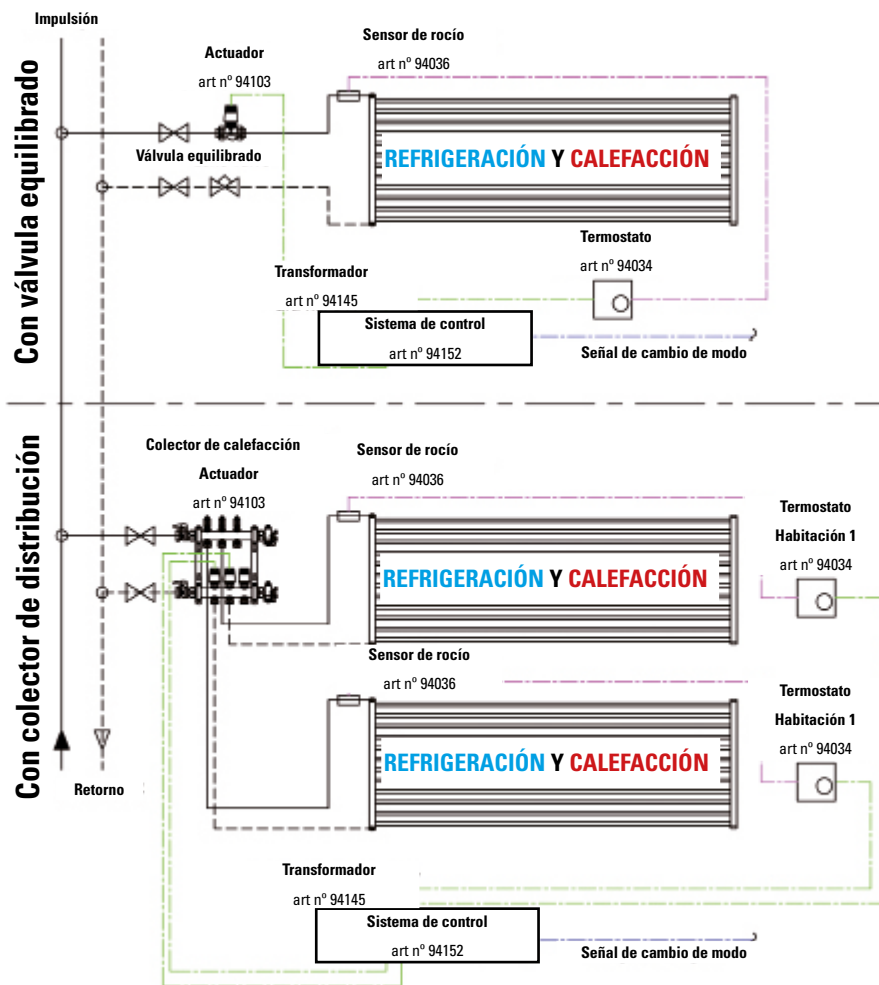 Impulsión
Con válvula equilibrado
Actuador
art nº 94103
Sensor de rocío
art nº 94036
Válvula equilibrado
REFRIGERACIÓN Y CALEFACCIÓN
Termostato
art nº 94034
Transformador
art nº 94145
Sistema de control
art nº 94152
Señal de cambio de modo
Con colector de distribución
Colector de calefacción
Actuador
art nº 94103
Sensor de rocío
art nº 94036
Termostato
Habitación 1
art nº 94034
REFRIGERACIÓN Y CALEFACCIÓN
Sensor de rocío
art nº 94036
Termostato
Habitación 1
art nº 94034
REFRIGERACIÓN Y CALEFACCIÓN
Retorno
Transformador
art nº 94145
Sistema de control
art nº 94152
Señal de cambio de modo